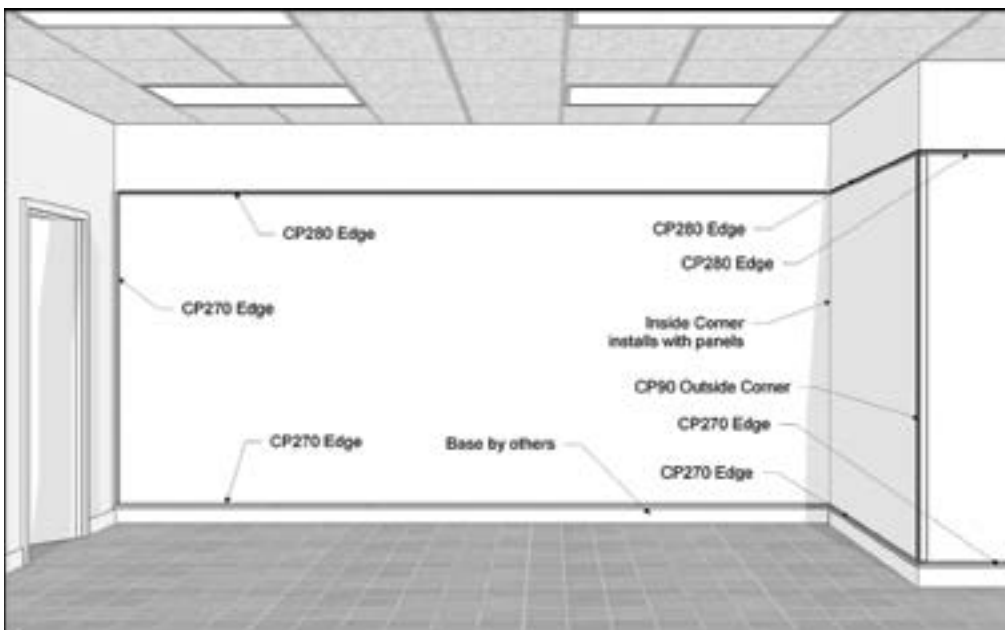 CP280 Edge
CP280 Edge
CP280 Edge
CP270 Edge
Inside Corner
installs with panels
CP90 Outside Corner
CP270 Edge
CP270 Edge
Base by others
CP270 Edge